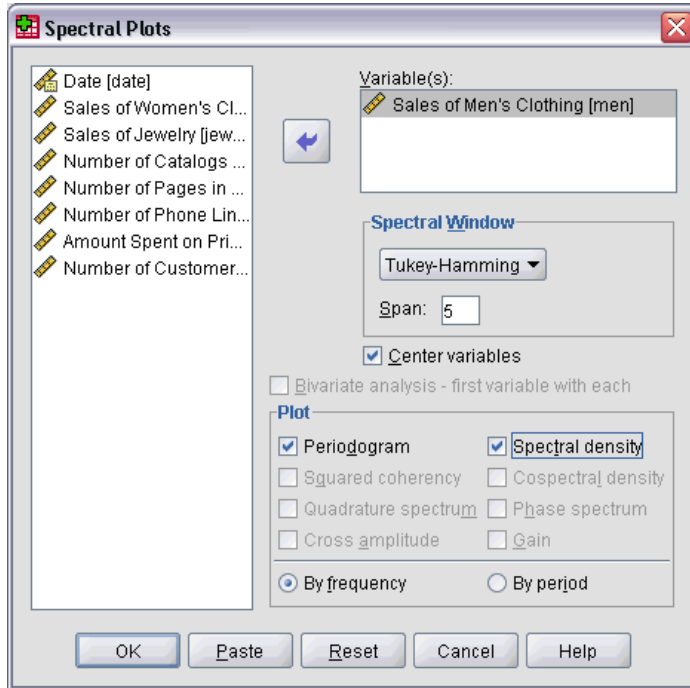 Spectral Plots
Date [date]
Sales of Women's Cl...
Sales of Jewelry [jew...
Number of Catalogs ...
Number of Pages in ...
Number of Phone Lin...
Amount Spent on Pri...
Number of Customer...
Variable(s):
Sales of Men's Clothing [men]
Spectral Window
Tukey-Hamming
Span: 5
Center variables
Bivariate analysis - first variable with each
Plot
Periodogram Spectral density
Squared coherency Cospectral density
Quadrature spectrum Phase spectrum
Cross amplitude Gain
By frequency By period
OK Paste Reset Cancel Help